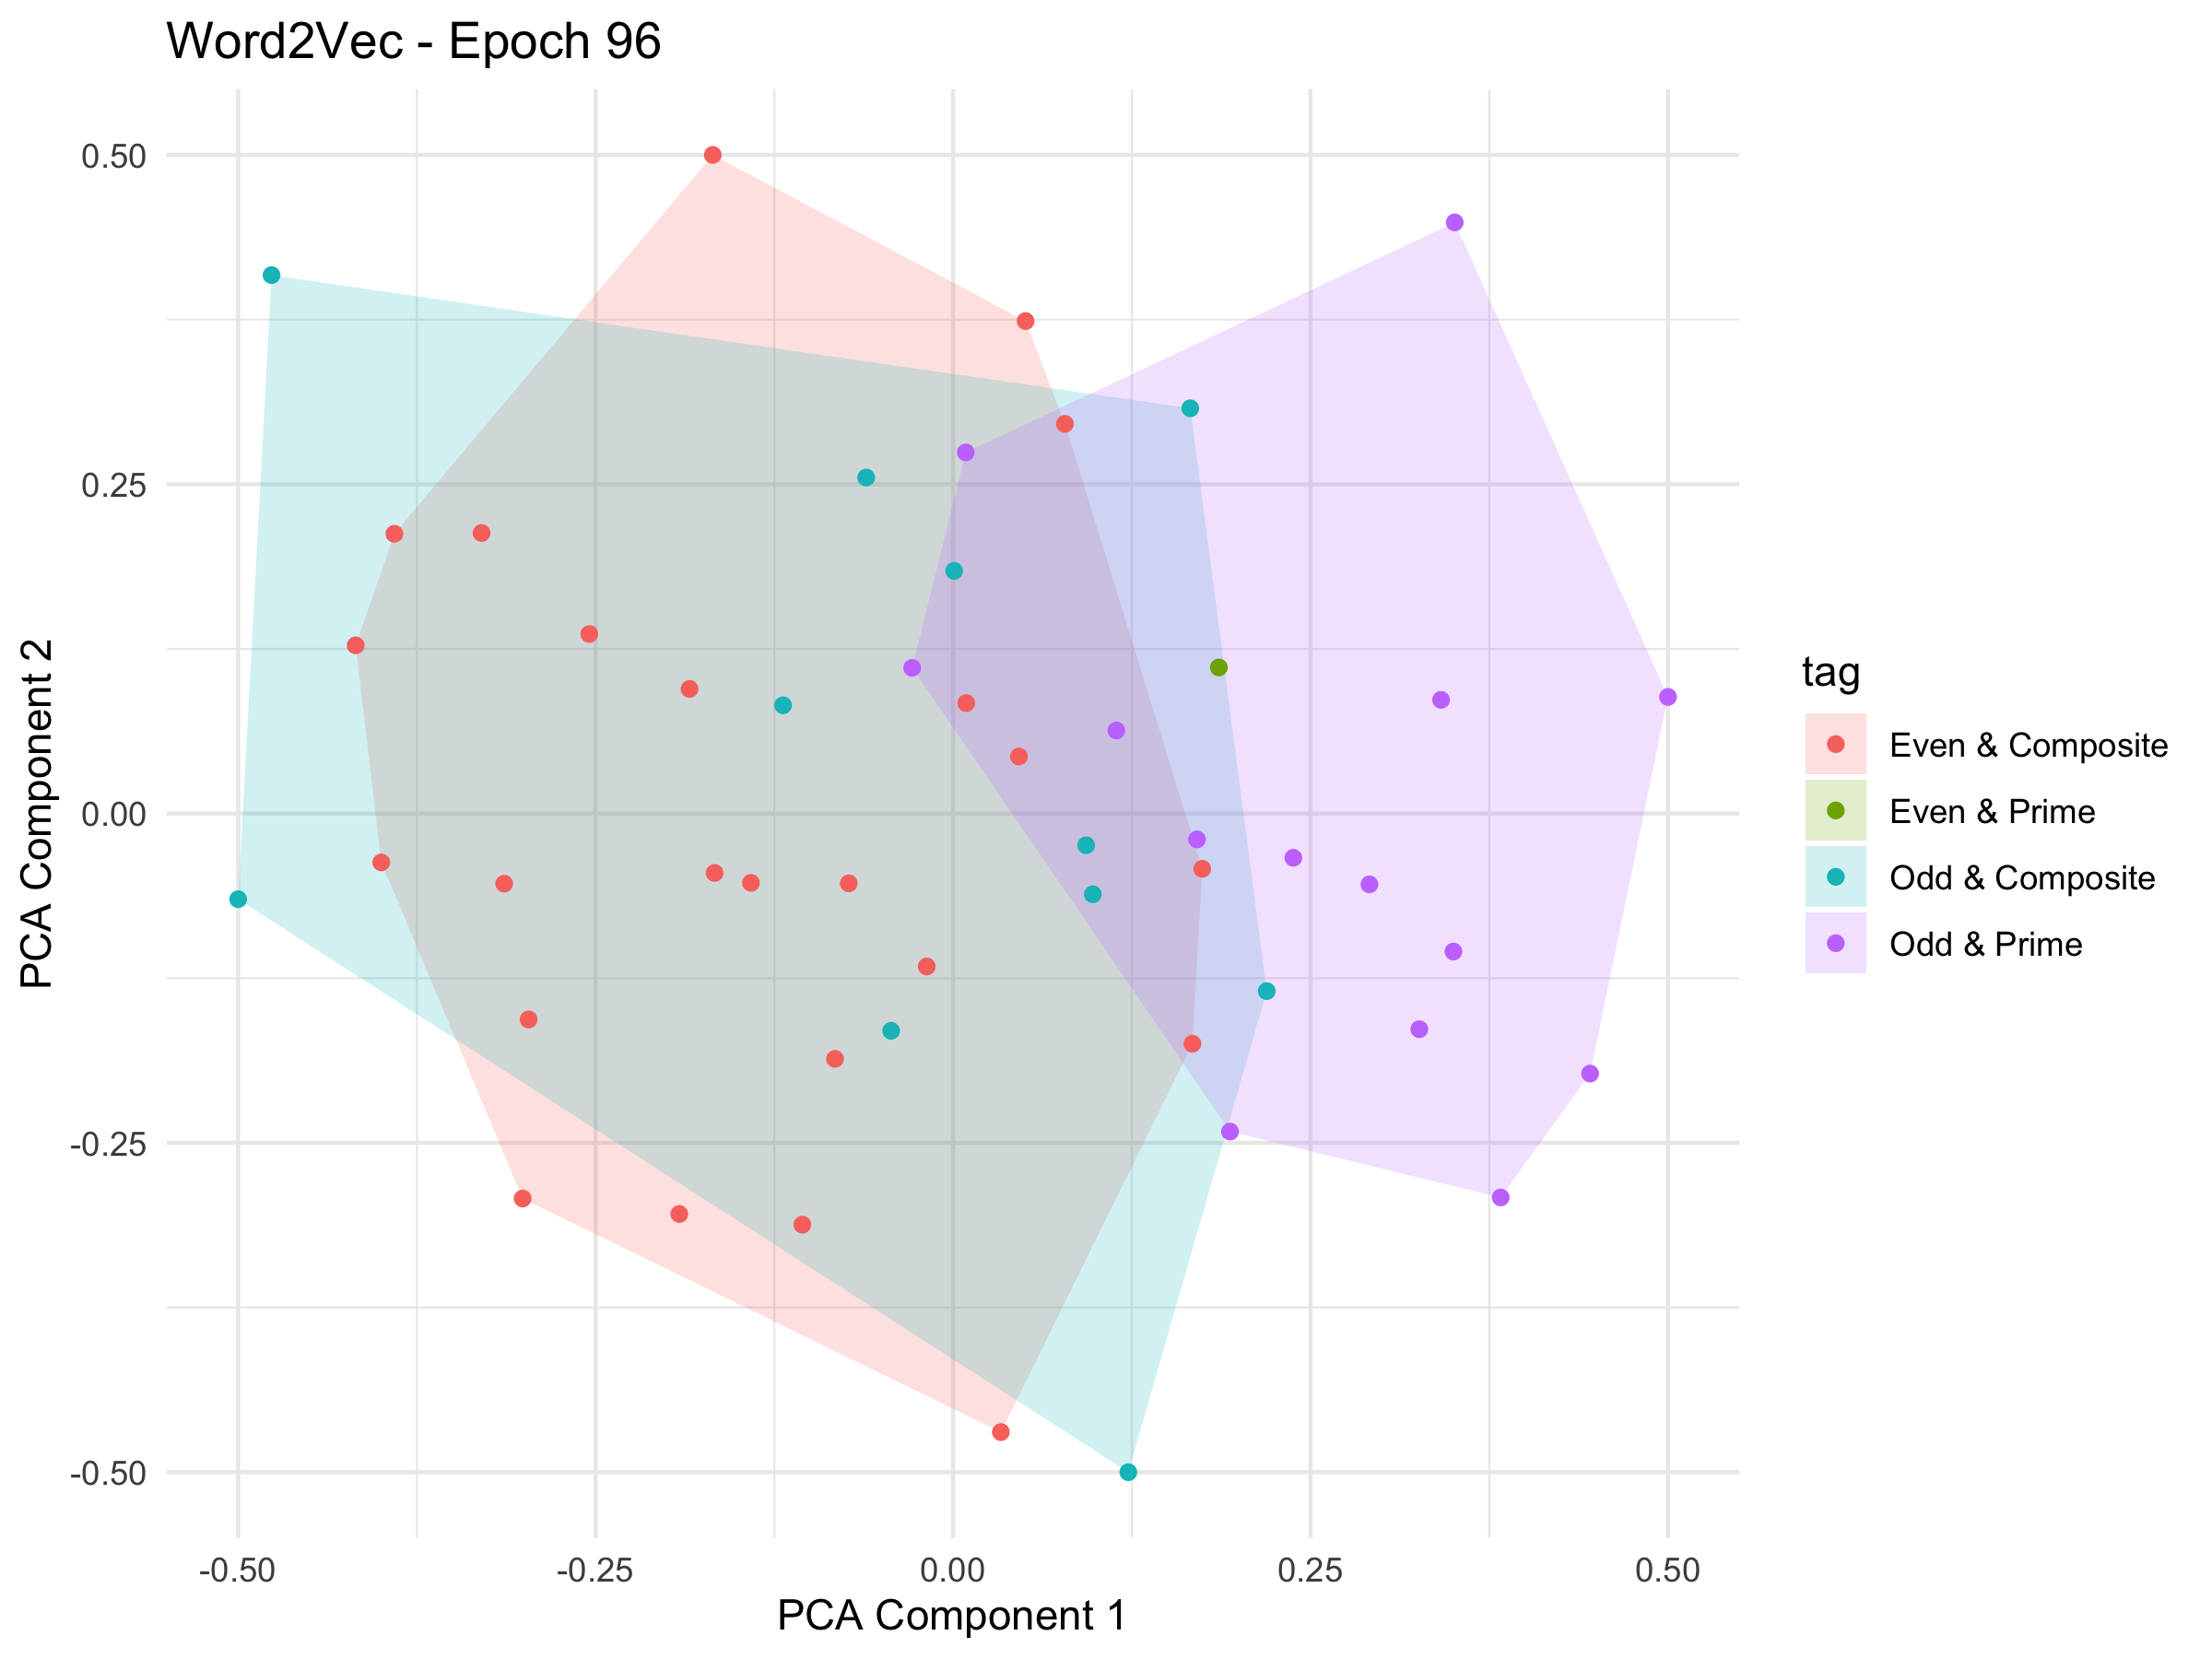 Word2Vec - Epoch 96
0.50
0.25
0.00
-0.25
-0.50
PCA Component 2
-0.50
-0.25
0.00
0.25
0.50
PCA Component 1
tag
Even & Composite
Even & Prime
Odd & Composite
Odd & Prime